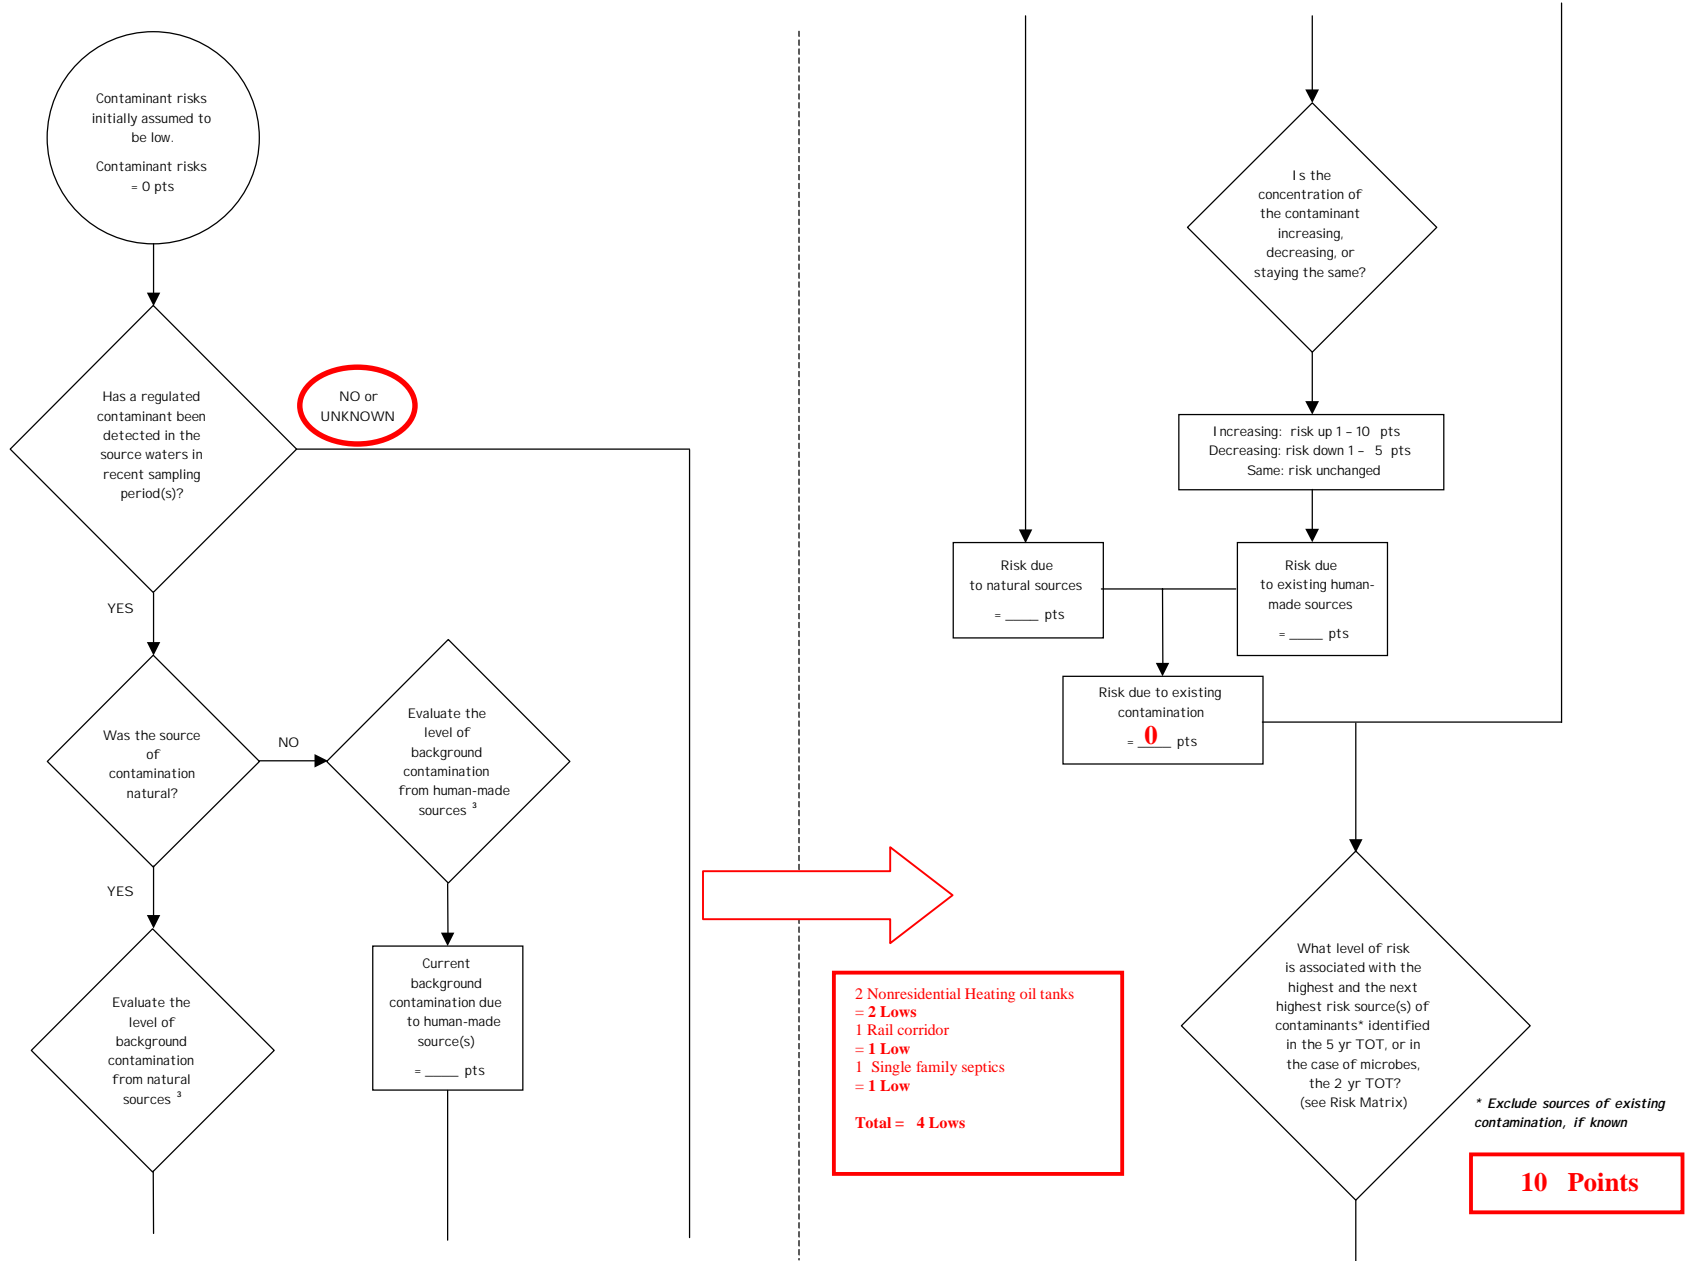 Contaminant risks
initially assumed to
be low.
Contaminant risks
= 0 pts
Has a regulated
contaminant been
detected in the
source waters in
recent sampling
period(s)?
NO or
UNKNOWN
YES
Was the source
of
contamination
natural?
NO
Evaluate the
level of
background
contamination
from human-made
sources ³
YES
Evaluate the
level of
background
contamination
from natural
sources ³
Current
background
contamination due
to human-made
source(s)
= ____ pts
Is the
concentration of
the contaminant
increasing,
decreasing, or
staying the same?
Increasing: risk up 1 – 10 pts
Decreasing: risk down 1 – 5 pts
Same: risk unchanged
Risk due
to natural sources
= ____ pts
Risk due
to existing human-
made sources
= ____ pts
Risk due to existing
contamination
= 0 pts
2 Nonresidential Heating oil tanks
= 2 Lows
1 Rail corridor
= 1 Low
1 Single family septics
= 1 Low
Total = 4 Lows
What level of risk
is associated with the
highest and the next
highest risk source(s) of
contaminants* identified
in the 5 yr TOT, or in
the case of microbes,
the 2 yr TOT?
(see Risk Matrix)
* Exclude sources of existing
contamination, if known
10 Points